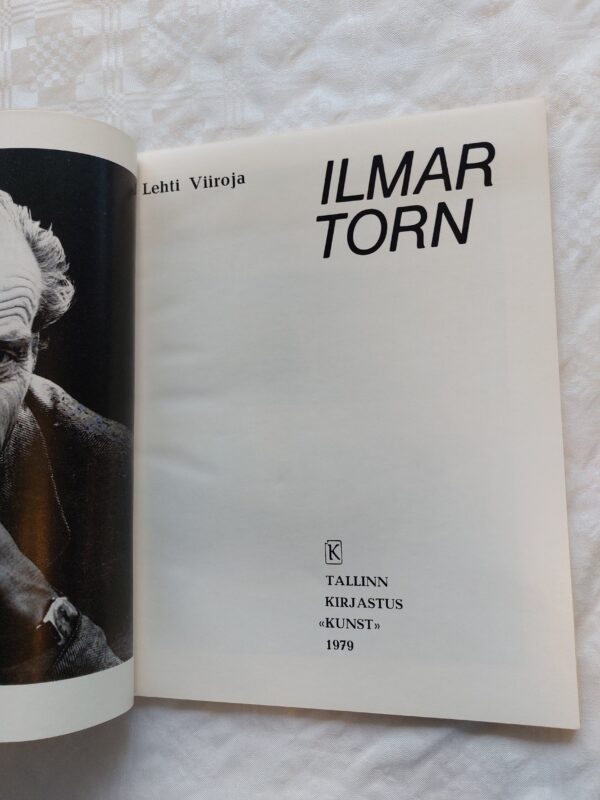 Lehti Viiroja
ILMAR
TORN
K
TALLINN
KIRJASTUS
«KUNST»
1979